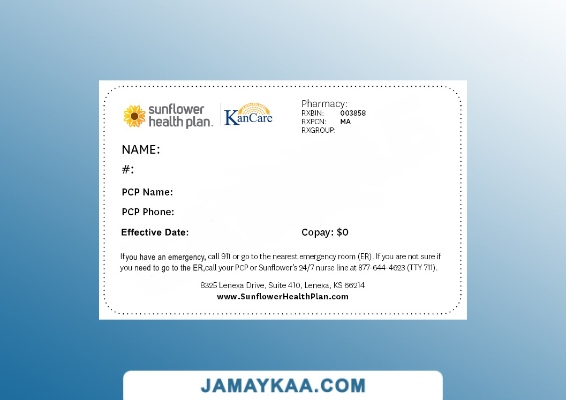 sunflower
health plan.
KanCare
Pharmacy:
RXBIN: 003858
RXPCN: MA
RXGROUP:
NAME:
#:
PCP Name:
PCP Phone:
Effective Date: Copay: $0
If you have an emergency, call 911 or go to the nearest emergency room (ER). If you are not sure if
you need to go to the ER,call your PCP or Sunflower's 24/7 nurse line at 877-644-4623 (TTY 711).
8325 Lenexa Drive, Suite 410, Lenexa, KS 66214
www.SunflowerHealthPlan.com
JAMAYKAA.COM